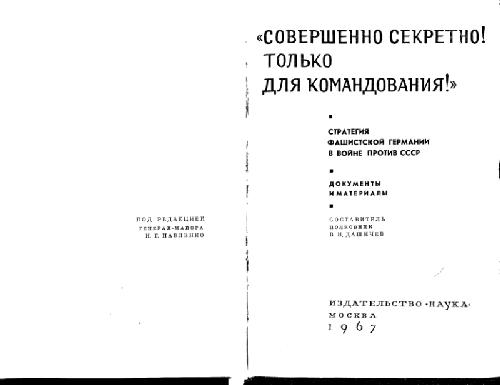 ПОД РЕДАКЦИЕЙ
ГЕНЕРАЛ-МАЙОРА
Н. Г. ПАВЛЕНКО
«СОВЕРШЕННО СЕКРЕТНО!
ТОЛЬКО
ДЛЯ КОМАНДОВАНИЯ!»
СТРАТЕГИЯ
ФАШИСТСКОЙ ГЕРМАНИИ
В ВОЙНЕ ПРОТИВ СССР
ДОКУМЕНТЫ
И МАТЕРИАЛЫ
СОСТАВИТЕЛЬ
ПОЛКОВНИК
В. И. ДАШИЧЕВ
ИЗДАТЕЛЬСТВО «НАУКА»
МОСКВА
1967